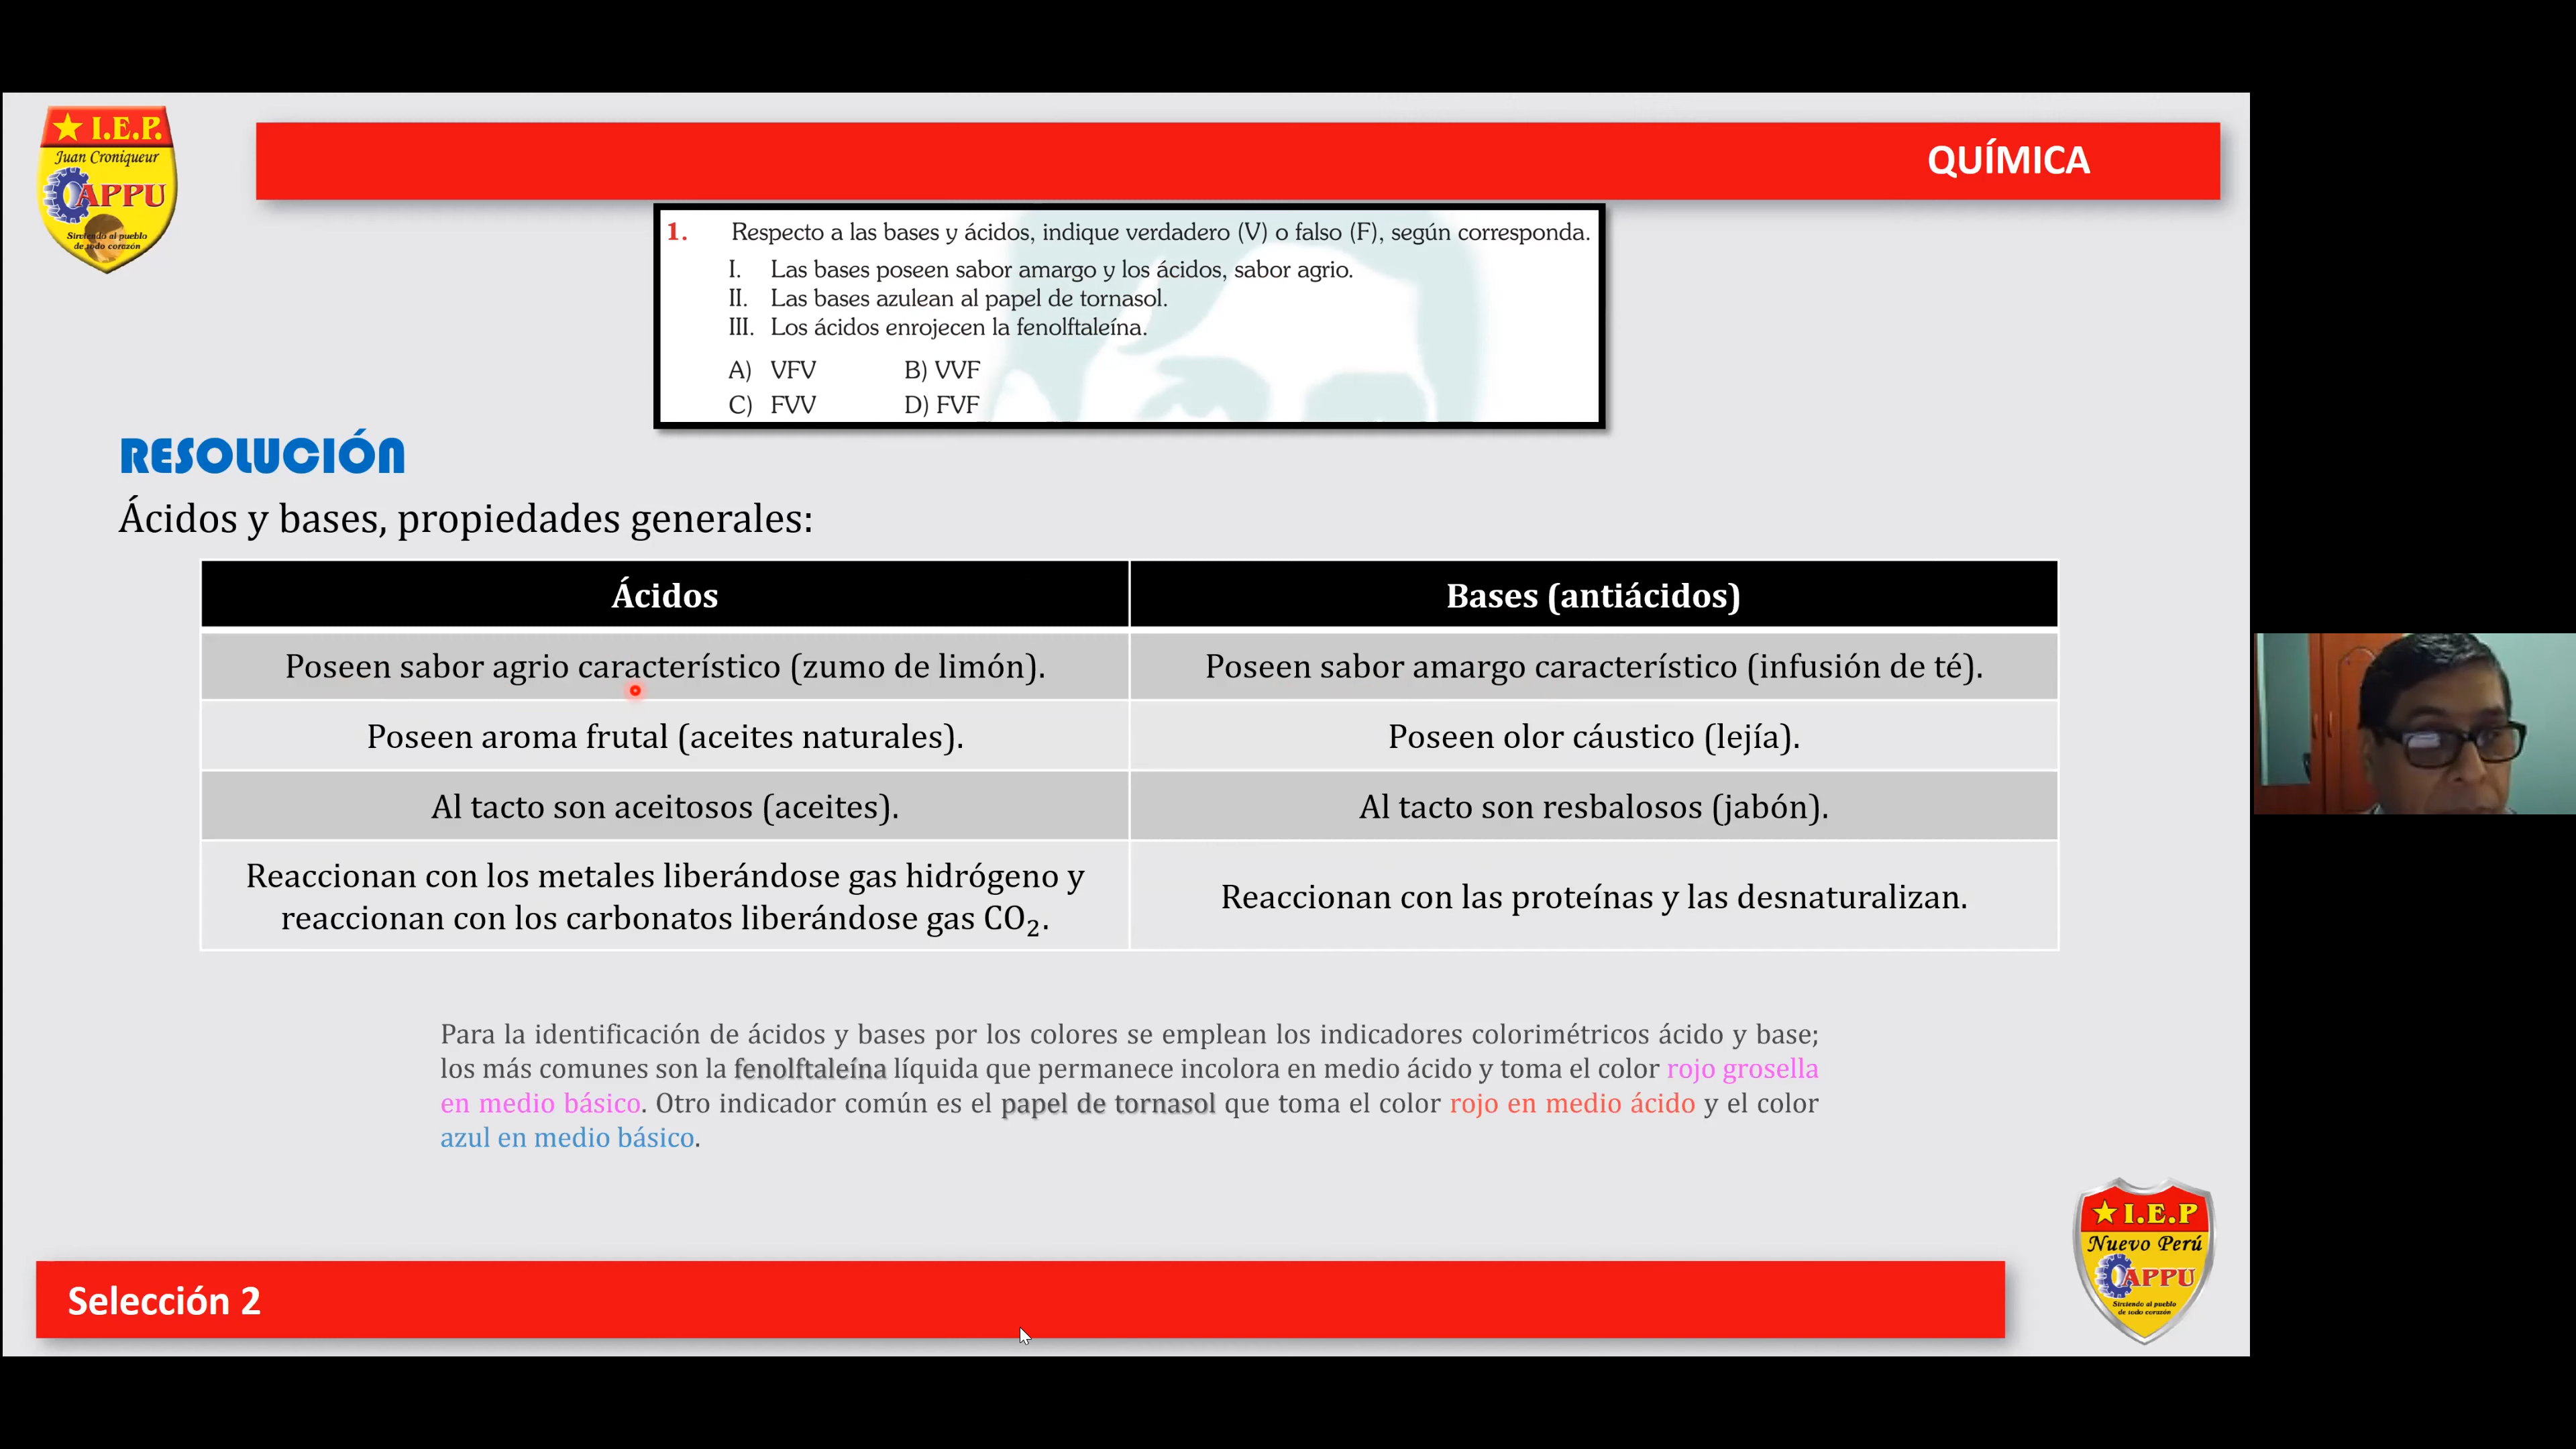 ★ I.E.P.
Juan Croniqueur
CAPPU
Sirviendo al pueblo
de todo corazón
QUÍMICA
1. Respecto a las bases y ácidos, indique verdadero (V) o falso (F), según corresponda.
I. Las bases poseen sabor amargo y los ácidos, sabor agrio.
II. Las bases azulean al papel de tornasol.
III. Los ácidos enrojecen la fenolftaleína.
A) VFV B) VVF
C) FVV D) FVF
RESOLUCIÓN
Ácidos y bases, propiedades generales:
Ácidos Bases (antiácidos)
Poseen sabor agrio característico (zumo de limón). Poseen sabor amargo característico (infusión de té).
Poseen aroma frutal (aceites naturales). Poseen olor cáustico (lejía).
Al tacto son aceitosos (aceites). Al tacto son resbalosos (jabón).
Reaccionan con los metales liberándose gas hidrógeno y
reaccionan con los carbonatos liberándose gas CO₂.
Reaccionan con las proteínas y las desnaturalizan.
Para la identificación de ácidos y bases por los colores se emplean los indicadores colorimétricos ácido y base;
los más comunes son la fenolftaleína líquida que permanece incolora en medio ácido y toma el color rojo grosella
en medio básico. Otro indicador común es el papel de tornasol que toma el color rojo en medio ácido y el color
azul en medio básico.
★ I.E.P
Nuevo Perú
CAPPU
Sirviendo al pueblo
de todo corazón
Selección 2